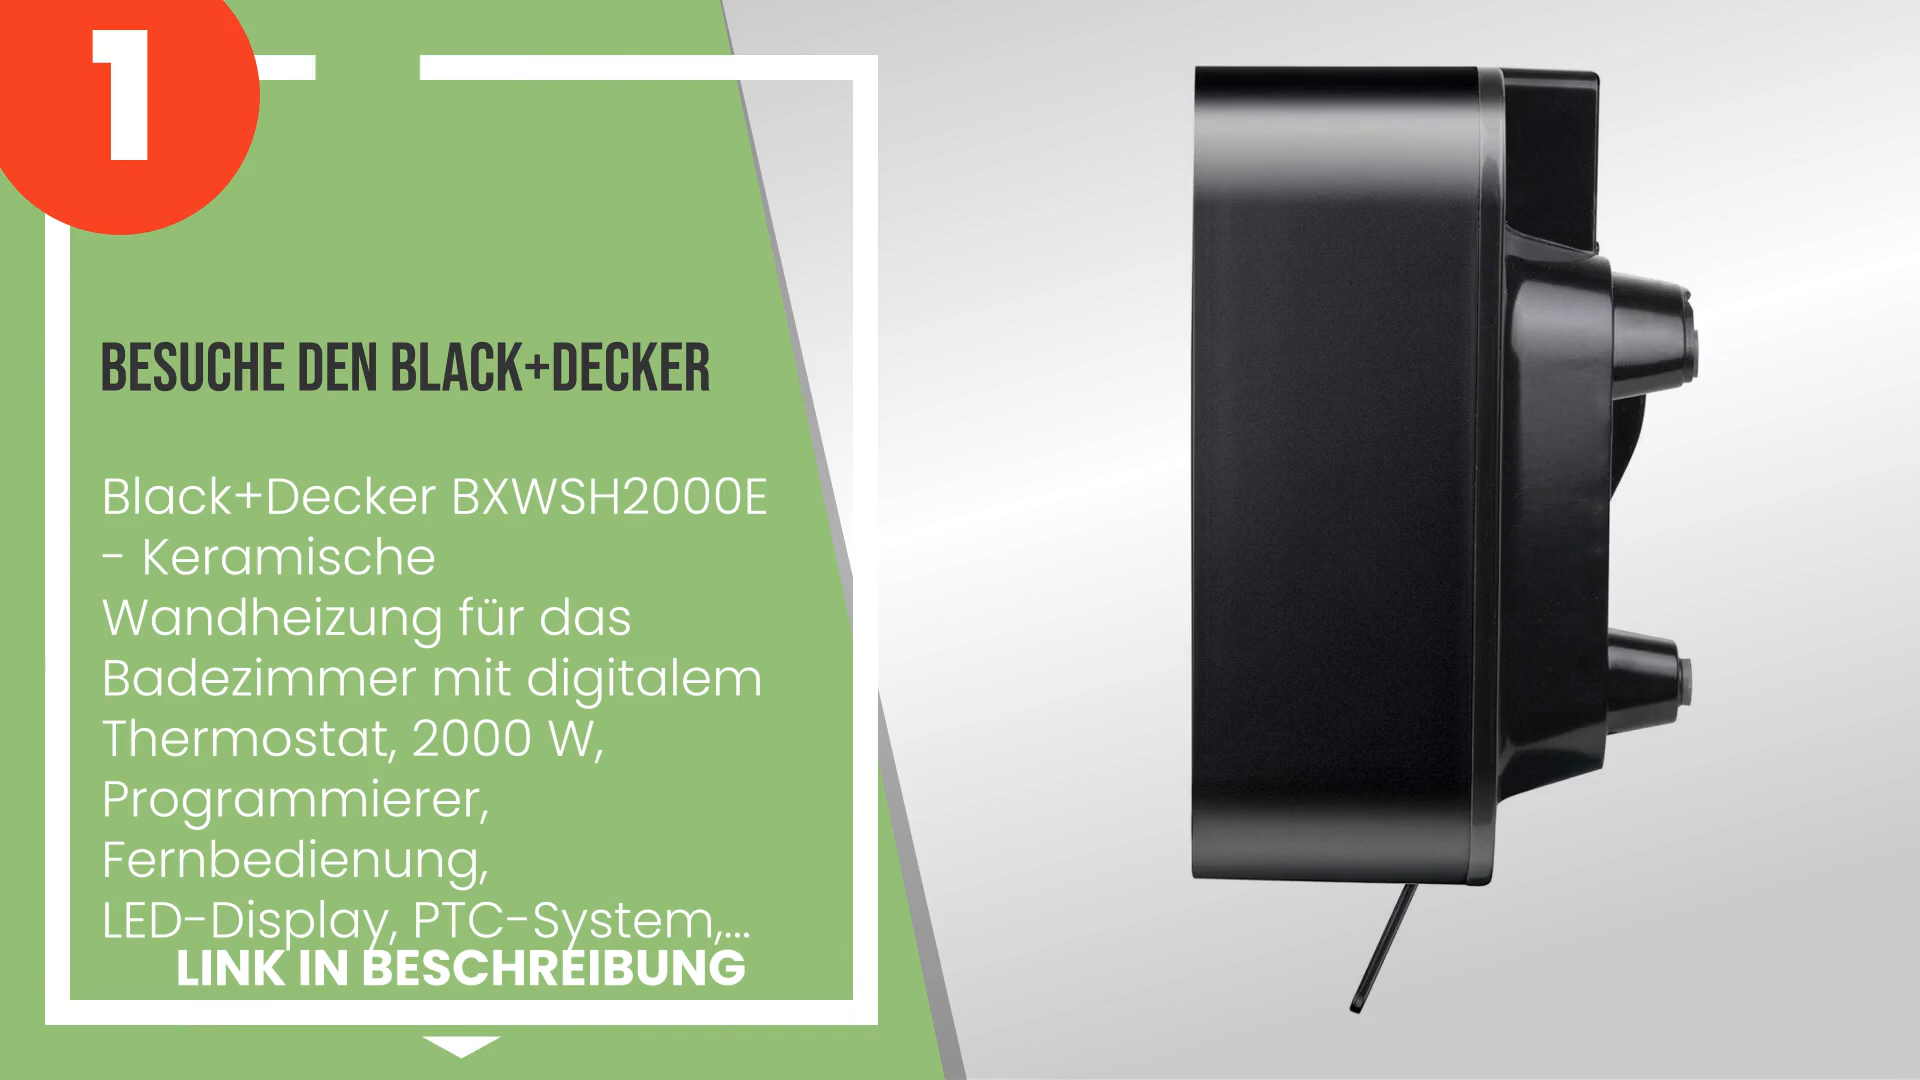 1
BESUCHE DEN BLACK+DECKER
Black+Decker BXWSH2000E
- Keramische
Wandheizung für das
Badezimmer mit digitalem
Thermostat, 2000 W,
Programmierer,
Fernbedienung,
LED-Display, PTC-System,...
LINK IN BESCHREIBUNG